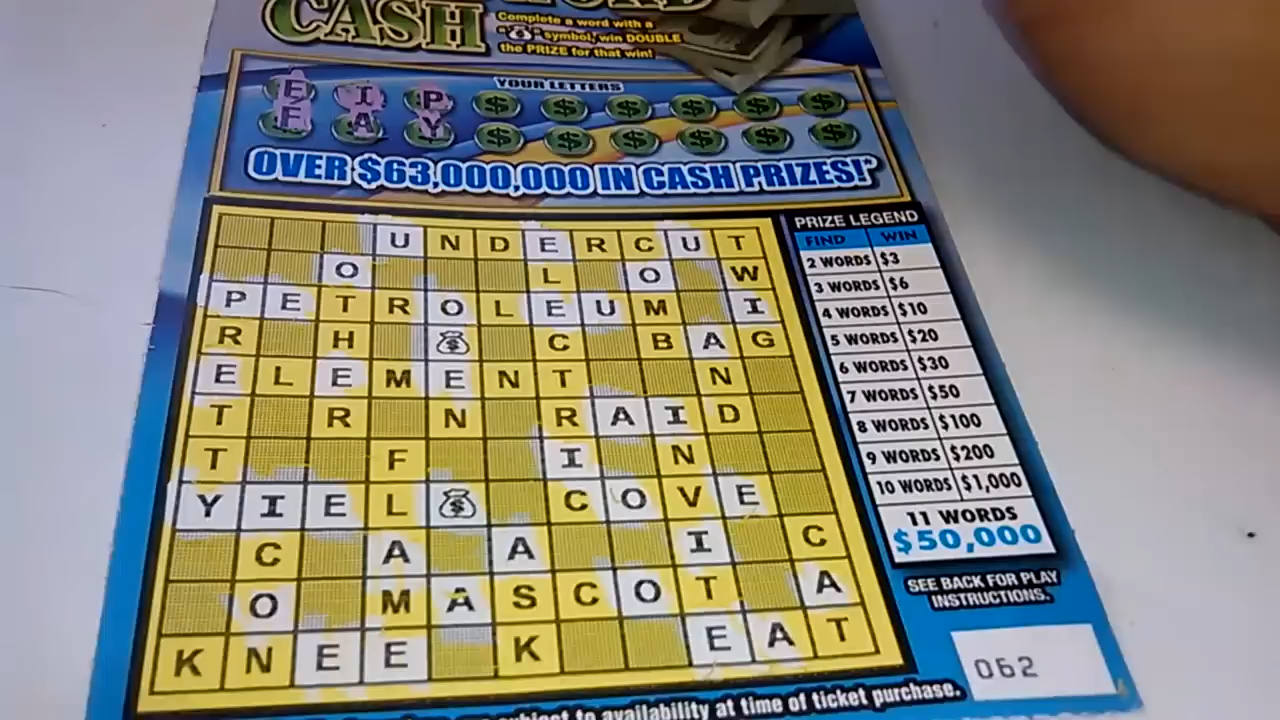 CASH
Complete a word with a
"$" symbol, win DOUBLE
the PRIZE for that win!
YOUR LETTERS
E I P $ $ $ $ $ $
F A Y $ $ $ $ $ $
OVER $63,000,000 IN CASH PRIZES!*
U N D E R C U T
O L O W
P E T R O L E U M I
R H $ C B A G
E L E M E N T N
T R N R A I D
T F I N
Y I E L $ C O V E
C A A I C
O M A S C O T A
K N E E K E A T
PRIZE LEGEND
FIND WIN
2 WORDS $3
3 WORDS $6
4 WORDS $10
5 WORDS $20
6 WORDS $30
7 WORDS $50
8 WORDS $100
9 WORDS $200
10 WORDS $1,000
11 WORDS
$50,000
SEE BACK FOR PLAY
INSTRUCTIONS.
062
subject to availability at time of ticket purchase.